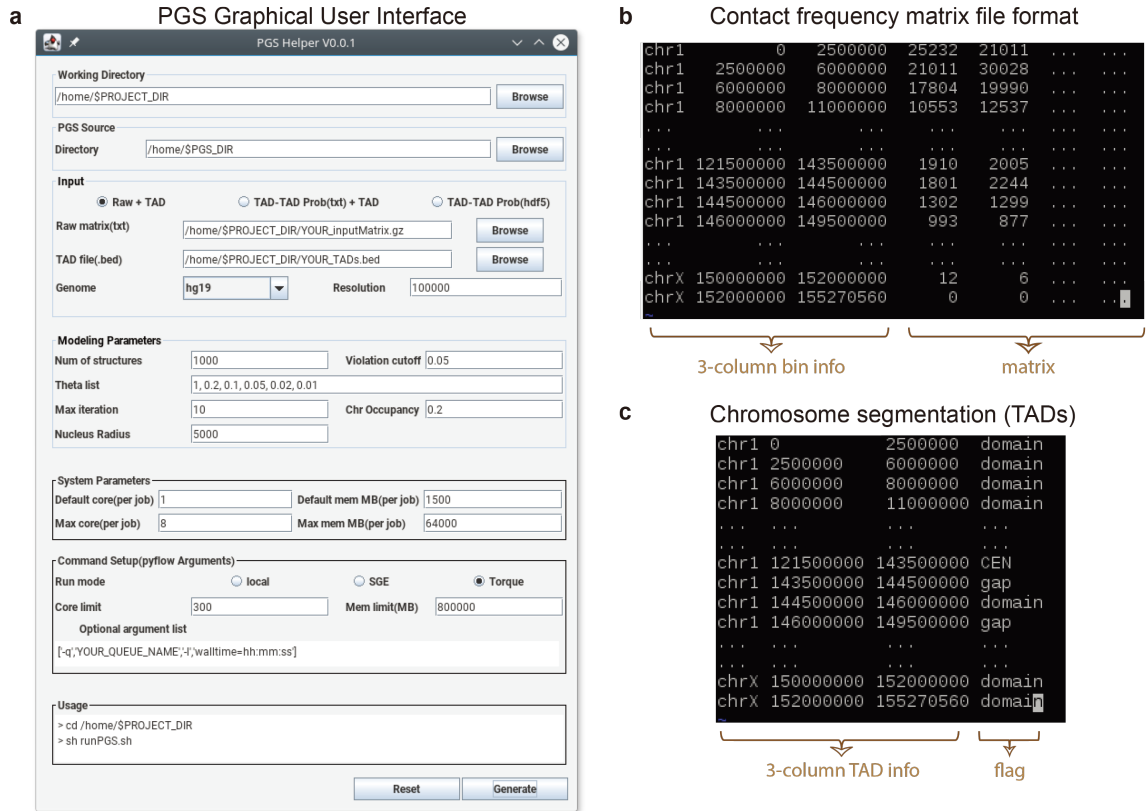 a PGS Graphical User Interface
PGS Helper V0.0.1
Working Directory
/home/$PROJECT_DIR Browse
PGS Source
Directory /home/$PGS_DIR Browse
Input
Raw + TAD TAD-TAD Prob(txt) + TAD TAD-TAD Prob(hdf5)
Raw matrix(txt) /home/$PROJECT_DIR/YOUR_inputMatrix.gz Browse
TAD file(.bed) /home/$PROJECT_DIR/YOUR_TADs.bed Browse
Genome hg19 Resolution 100000
Modeling Parameters
Num of structures 1000 Violation cutoff 0.05
Theta list 1, 0.2, 0.1, 0.05, 0.02, 0.01
Max iteration 10 Chr Occupancy 0.2
Nucleus Radius 5000
System Parameters
Default core(per job) 1 Default mem MB(per job) 1500
Max core(per job) 8 Max mem MB(per job) 64000
Command Setup(pyflow Arguments)
Run mode local SGE Torque
Core limit 300 Mem limit(MB) 800000
Optional argument list
['-q','YOUR_QUEUE_NAME','-l','walltime=hh:mm:ss']
Usage
> cd /home/$PROJECT_DIR
> sh runPGS.sh
Reset Generate
b Contact frequency matrix file format
chr1 0 2500000 25232 21011 ... ...
chr1 2500000 6000000 21011 30028 ... ...
chr1 6000000 8000000 17804 19990 ... ...
chr1 8000000 11000000 10553 12537 ... ...
... ... ... ... ... ... ...
... ... ... ... ... ... ...
chr1 121500000 143500000 1910 2005 ... ...
chr1 143500000 144500000 1801 2244 ... ...
chr1 144500000 146000000 1302 1299 ... ...
chr1 146000000 149500000 993 877 ... ...
... ... ... ... ... ... ...
... ... ... ... ... ... ...
chrX 150000000 152000000 12 6 ... ...
chrX 152000000 155270560 0 0 ... ...
~
3-column bin info matrix
c Chromosome segmentation (TADs)
chr1 0 2500000 domain
chr1 2500000 6000000 domain
chr1 6000000 8000000 domain
chr1 8000000 11000000 domain
... ... ... ...
... ... ... ...
chr1 121500000 143500000 CEN
chr1 143500000 144500000 gap
chr1 144500000 146000000 domain
chr1 146000000 149500000 gap
... ... ... ...
... ... ... ...
chrX 150000000 152000000 domain
chrX 152000000 155270560 domain
~
3-column TAD info flag